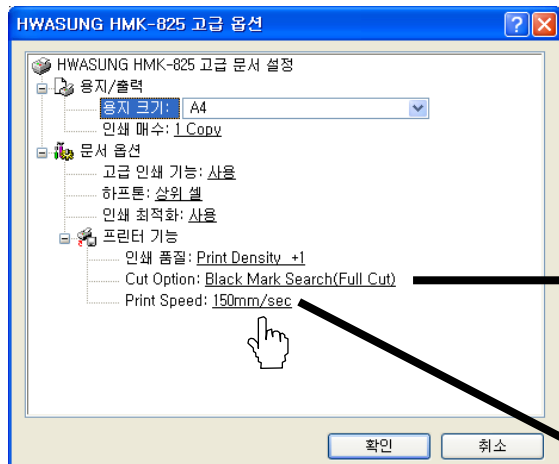 HWASUNG HMK-825 고급 옵션
HWASUNG HMK-825 고급 문서 설정
용지/출력
용지 크기: A4
인쇄 매수: 1 Copy
문서 옵션
고급 인쇄 기능: 사용
하프톤: 상위 셀
인쇄 최적화: 사용
프린터 기능
인쇄 품질: Print Density +1
Cut Option: Black Mark Search(Full Cut)
Print Speed: 150mm/sec
확인 취소